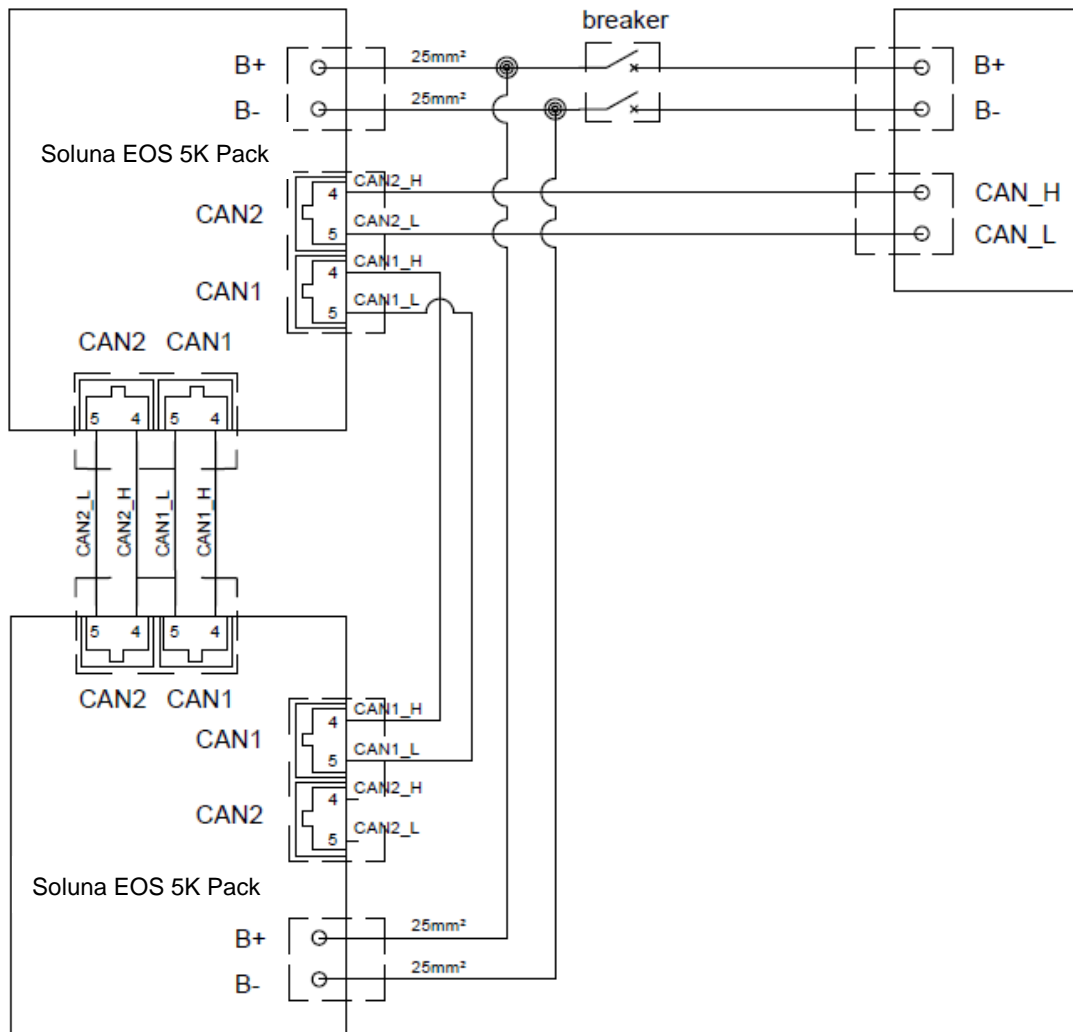 breaker
B+ 25mm² B+
B- 25mm² B-
Soluna EOS 5K Pack
CAN2 4 CAN2_H CAN_H
5 CAN2_L CAN_L
CAN1 4 CAN1_H
5 CAN1_L
CAN2 CAN1
5 4 5 4
CAN2_L CAN2_H CAN1_L CAN1_H
5 4 5 4
CAN2 CAN1
CAN1 4 CAN1_H
5 CAN1_L
CAN2 4 CAN2_H
5 CAN2_L
Soluna EOS 5K Pack
B+ 25mm²
B- 25mm²